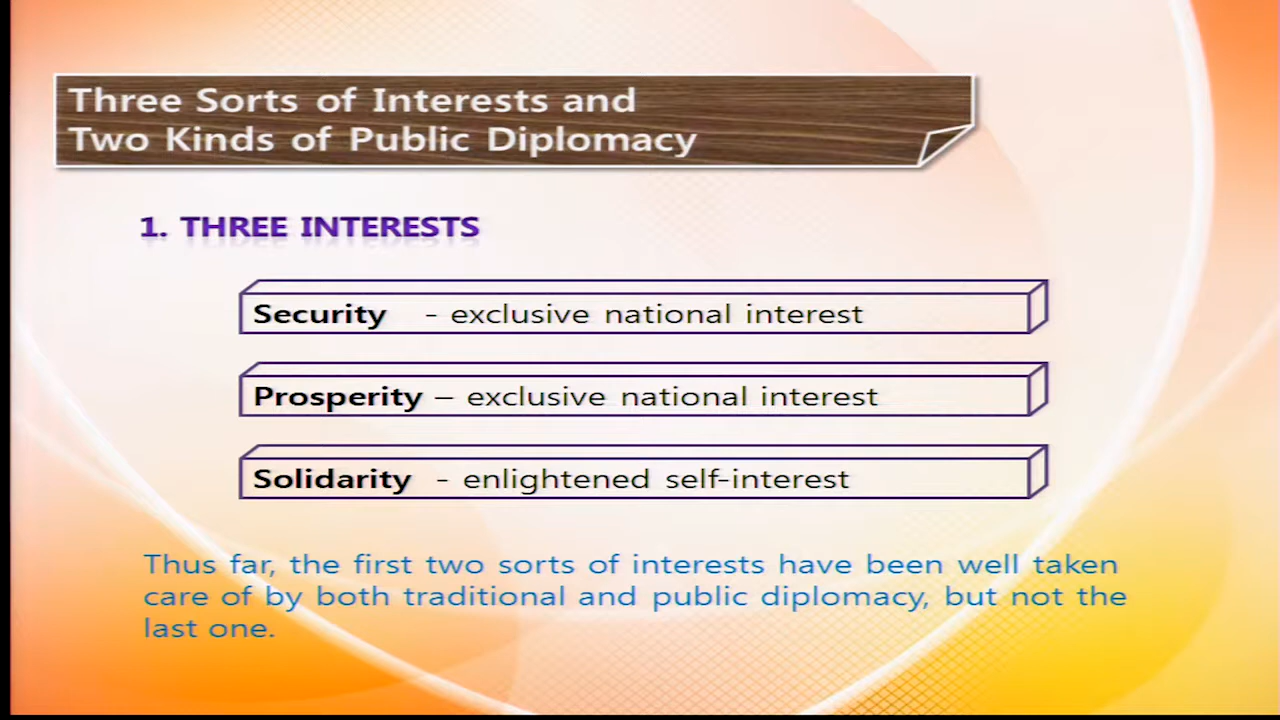 Three Sorts of Interests and
Two Kinds of Public Diplomacy
1. THREE INTERESTS
Security - exclusive national interest
Prosperity – exclusive national interest
Solidarity - enlightened self-interest
Thus far, the first two sorts of interests have been well taken
care of by both traditional and public diplomacy, but not the
last one.